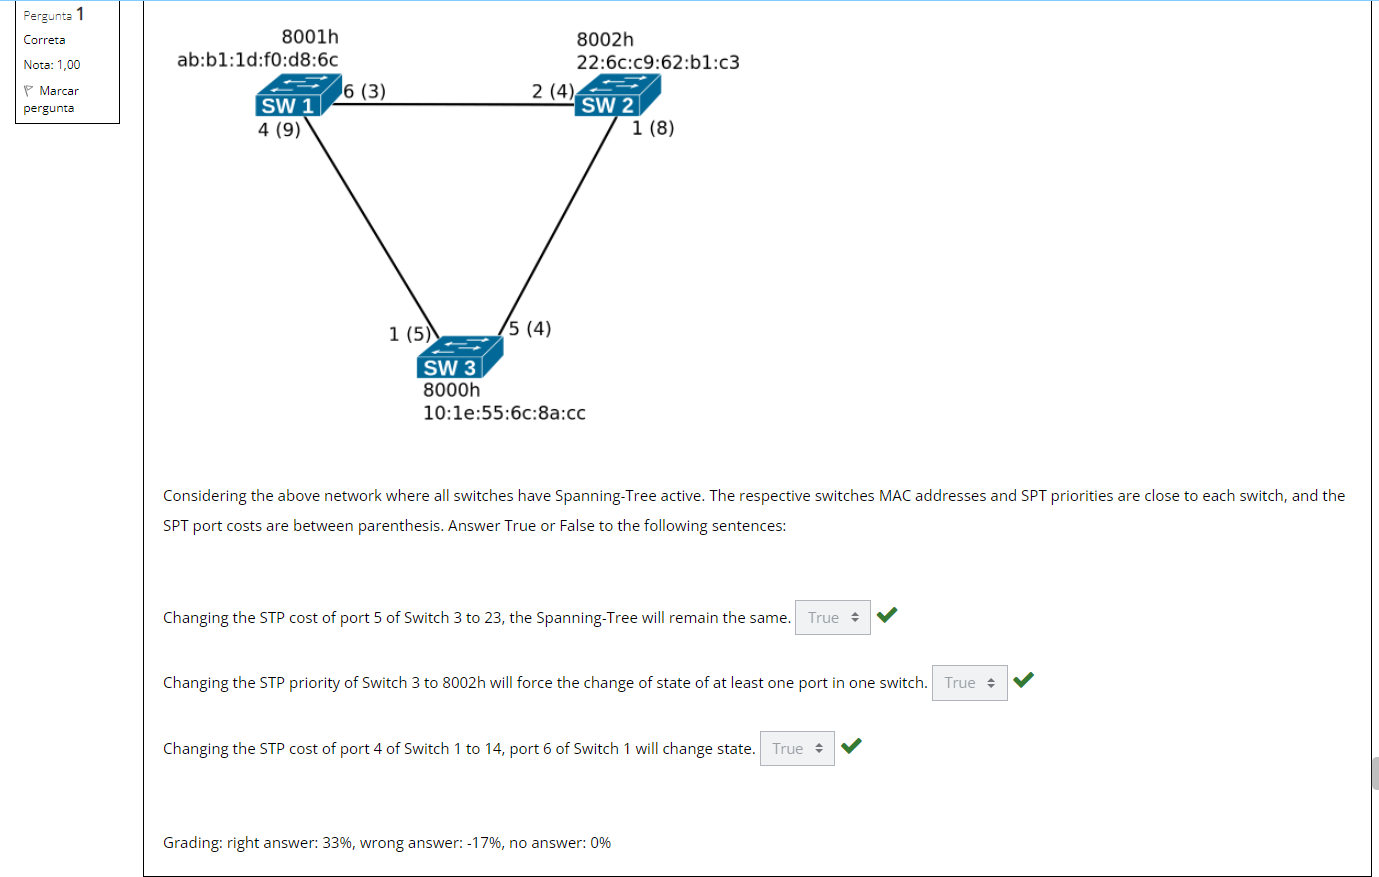 Pergunta 1
Correta
Nota: 1,00
Marcar
pergunta
8001h
ab:b1:1d:f0:d8:6c
8002h
22:6c:c9:62:b1:c3
6 (3)
2 (4)
SW 1
SW 2
4 (9)
1 (8)
1 (5)
5 (4)
SW 3
8000h
10:1e:55:6c:8a:cc
Considering the above network where all switches have Spanning-Tree active. The respective switches MAC addresses and SPT priorities are close to each switch, and the
SPT port costs are between parenthesis. Answer True or False to the following sentences:
Changing the STP cost of port 5 of Switch 3 to 23, the Spanning-Tree will remain the same. True
Changing the STP priority of Switch 3 to 8002h will force the change of state of at least one port in one switch. True
Changing the STP cost of port 4 of Switch 1 to 14, port 6 of Switch 1 will change state. True
Grading: right answer: 33%, wrong answer: -17%, no answer: 0%